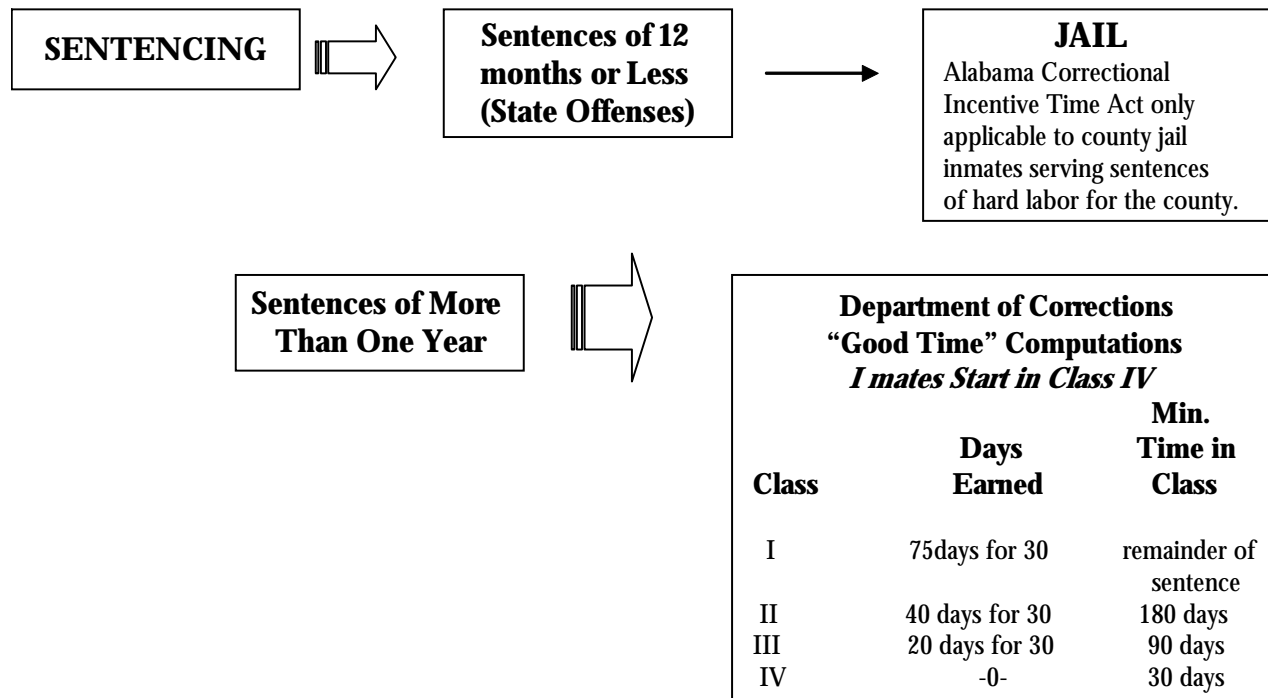 SENTENCING
Sentences of 12
months or Less
(State Offenses)
JAIL
Alabama Correctional
Incentive Time Act only
applicable to county jail
inmates serving sentences
of hard labor for the county.
Sentences of More
Than One Year
Department of Corrections
“Good Time” Computations
I mates Start in Class IV
Min.
Days Time in
Class Earned Class
I 75days for 30 remainder of
sentence
II 40 days for 30 180 days
III 20 days for 30 90 days
IV -0- 30 days